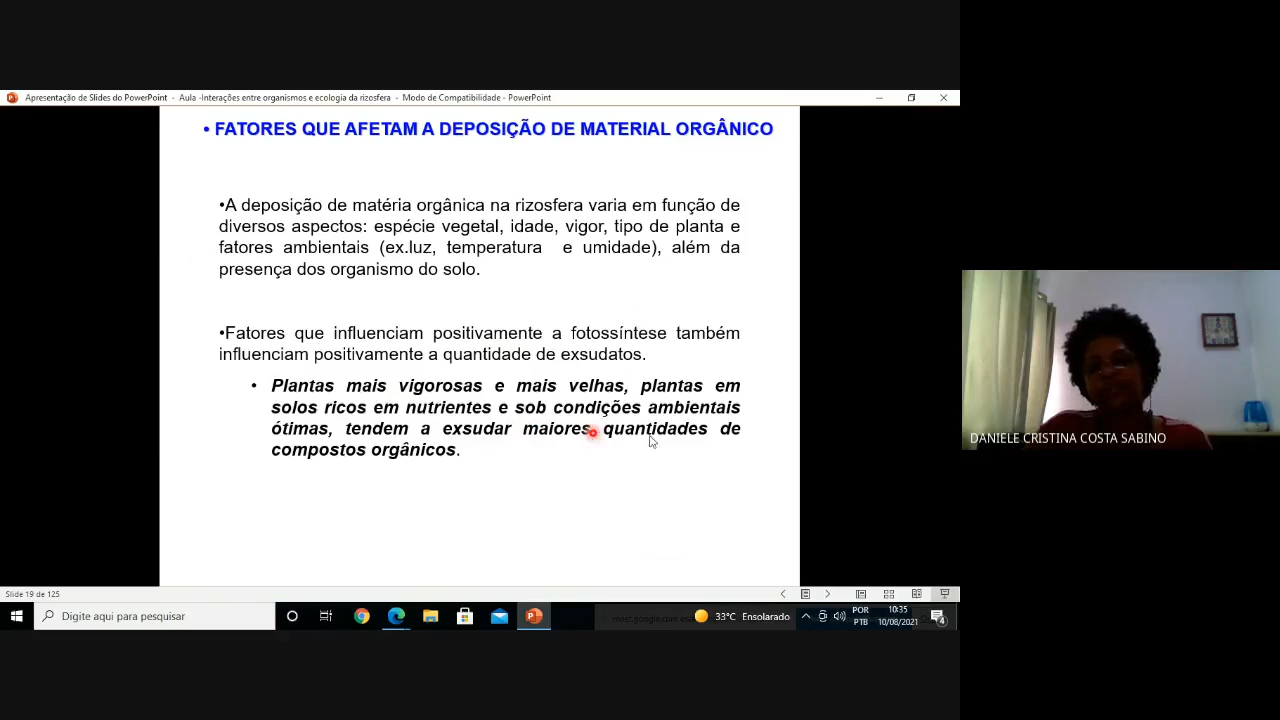 Apresentação de Slides do PowerPoint - Aula -Interações entre organismos e ecologia da rizosfera - Modo de Compatibilidade - PowerPoint
• FATORES QUE AFETAM A DEPOSIÇÃO DE MATERIAL ORGÂNICO
•A deposição de matéria orgânica na rizosfera varia em função de
diversos aspectos: espécie vegetal, idade, vigor, tipo de planta e
fatores ambientais (ex.luz, temperatura e umidade), além da
presença dos organismo do solo.
•Fatores que influenciam positivamente a fotossíntese também
influenciam positivamente a quantidade de exsudatos.
• Plantas mais vigorosas e mais velhas, plantas em
solos ricos em nutrientes e sob condições ambientais
ótimas, tendem a exsudar maiores quantidades de
compostos orgânicos.
DANIELE CRISTINA COSTA SABINO
Slide 19 de 125
Digite aqui para pesquisar
33°C Ensolarado
POR
PTB
10:35
10/08/2021
4